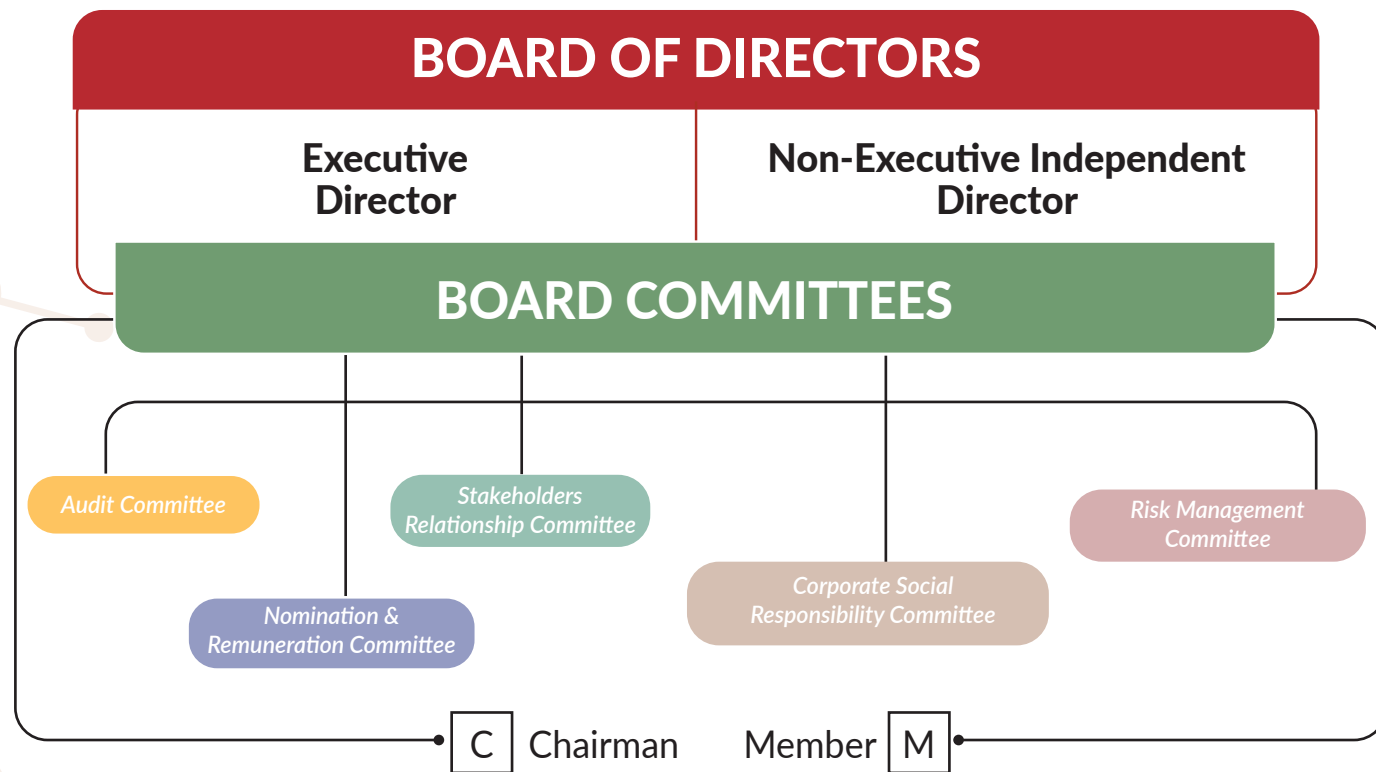 BOARD OF DIRECTORS
Executive
Director
Non-Executive Independent
Director
BOARD COMMITTEES
Audit Committee
Stakeholders
Relationship Committee
Risk Management
Committee
Nomination &
Remuneration Committee
Corporate Social
Responsibility Committee
C Chairman
Member M